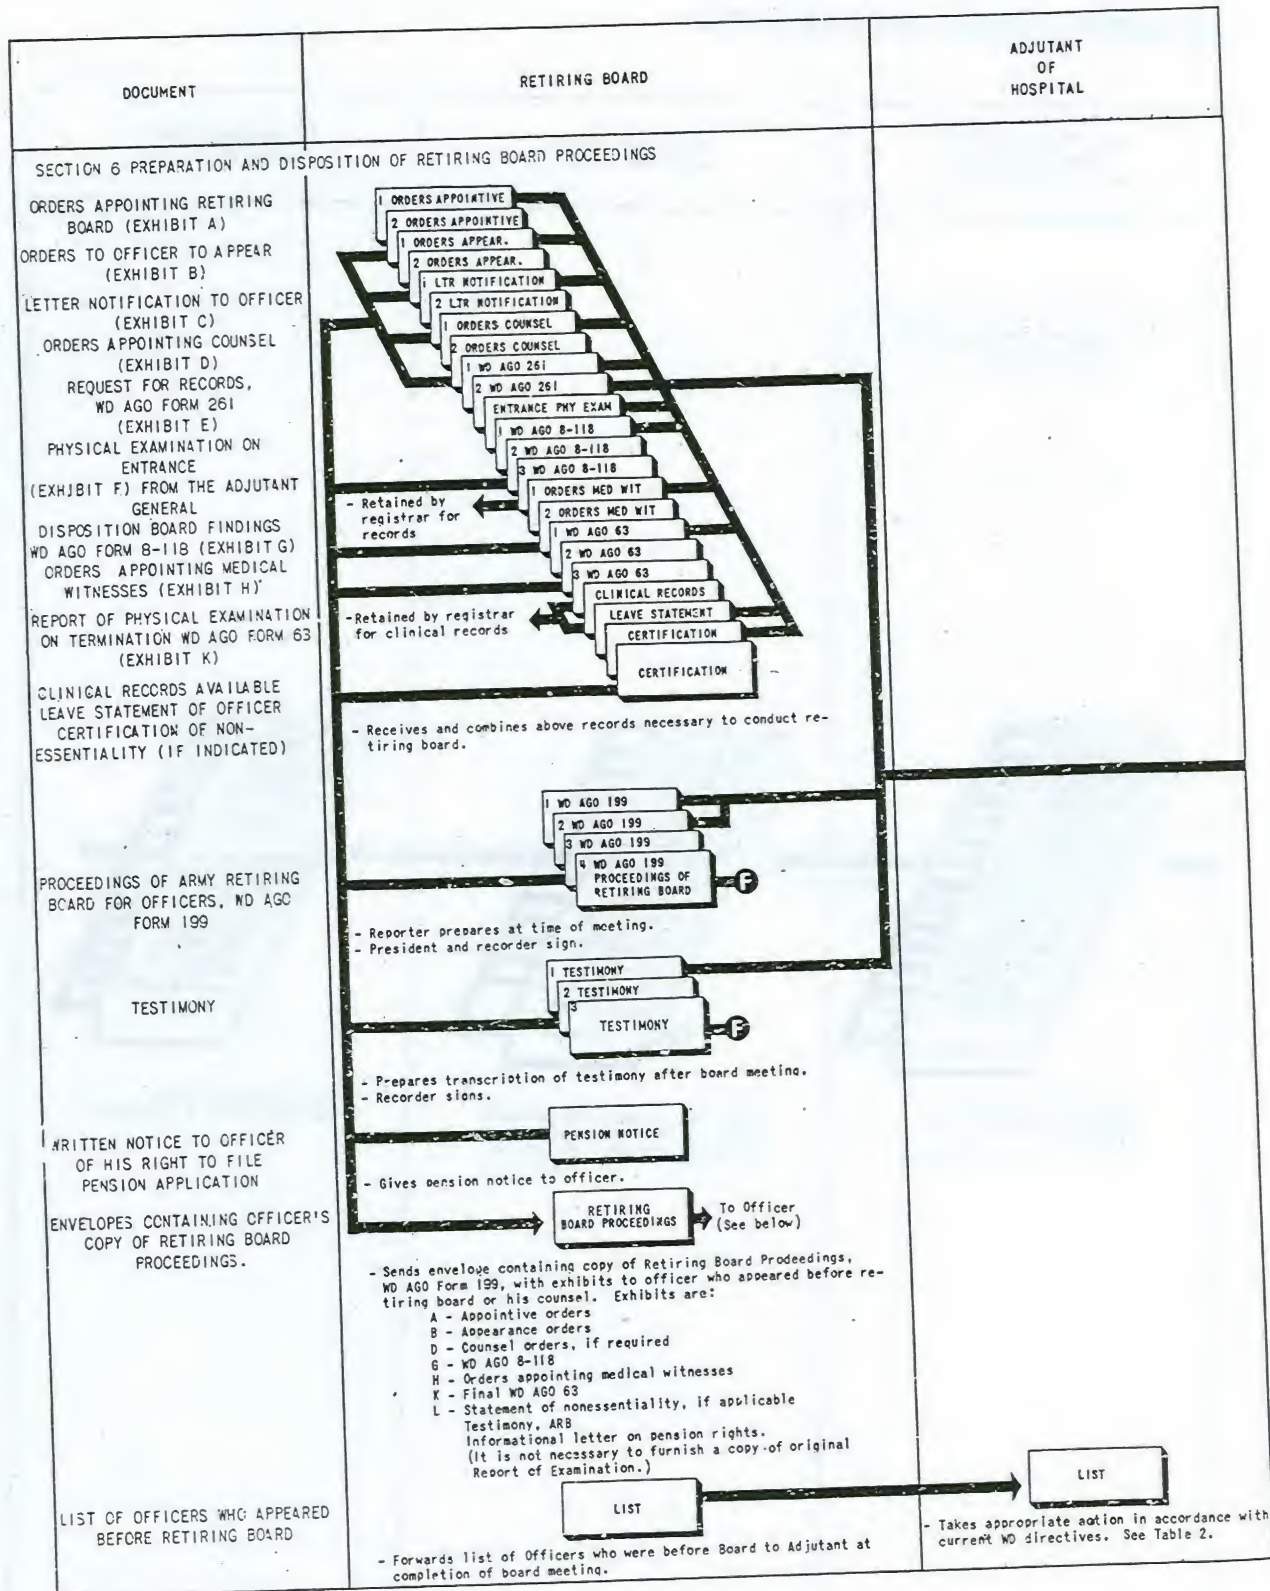 DOCUMENT
RETIRING BOARD
ADJUTANT
OF
HOSPITAL
SECTION 6 PREPARATION AND DISPOSITION OF RETIRING BOARD PROCEEDINGS
ORDERS APPOINTING RETIRING
BOARD (EXHIBIT A)
ORDERS TO OFFICER TO APPEAR
(EXHIBIT B)
LETTER NOTIFICATION TO OFFICER
(EXHIBIT C)
ORDERS APPOINTING COUNSEL
(EXHIBIT D)
REQUEST FOR RECORDS,
WD AGO FORM 261
(EXHIBIT E)
PHYSICAL EXAMINATION ON
ENTRANCE
(EXHIBIT F) FROM THE ADJUTANT
GENERAL
DISPOSITION BOARD FINDINGS
WD AGO FORM 8-118 (EXHIBIT G)
ORDERS APPOINTING MEDICAL
WITNESSES (EXHIBIT H)
REPORT OF PHYSICAL EXAMINATION
ON TERMINATION WD AGO FORM 63
(EXHIBIT K)
CLINICAL RECORDS AVAILABLE
LEAVE STATEMENT OF OFFICER
CERTIFICATION OF NON-
ESSENTIALITY (IF INDICATED)
1 ORDERS APPOINTIVE
2 ORDERS APPOINTIVE
1 ORDERS APPEAR.
2 ORDERS APPEAR.
1 LTR NOTIFICATION
2 LTR NOTIFICATION
1 ORDERS COUNSEL
2 ORDERS COUNSEL
1 WD AGO 261
2 WD AGO 261
ENTRANCE PHY EXAM
1 WD AGO 8-118
2 WD AGO 8-118
3 WD AGO 8-118
1 ORDERS MED WIT
2 ORDERS MED WIT
1 WD AGO 63
2 WD AGO 63
3 WD AGO 63
CLINICAL RECORDS
LEAVE STATEMENT
CERTIFICATION
CERTIFICATION
- Retained by
registrar for
records
-Retained by registrar
for clinical records
- Receives and combines above records necessary to conduct re-
tiring board.
PROCEEDINGS OF ARMY RETIRING
BOARD FOR OFFICERS, WD AGO
FORM 199
1 WD AGO 199
2 WD AGO 199
3 WD AGO 199
4 WD AGO 199
PROCEEDINGS OF
RETIRING BOARD
F
- Reporter prepares at time of meeting.
- President and recorder sign.
TESTIMONY
1 TESTIMONY
2 TESTIMONY
3
TESTIMONY
F
- Prepares transcription of testimony after board meeting.
- Recorder signs.
WRITTEN NOTICE TO OFFICER
OF HIS RIGHT TO FILE
PENSION APPLICATION
PENSION NOTICE
- Gives pension notice to officer.
ENVELOPES CONTAINING OFFICER'S
COPY OF RETIRING BOARD
PROCEEDINGS.
RETIRING
BOARD PROCEEDINGS
To Officer
(See below)
- Sends envelope containing copy of Retiring Board Prodeedings,
WD AGO Form 199, with exhibits to officer who appeared before re-
tiring board or his counsel. Exhibits are:
A - Appointive orders
B - Appearance orders
D - Counsel orders, if required
G - WD AGO 8-118
H - Orders appointing medical witnesses
K - Final WD AGO 63
L - Statement of nonessentiality, if applicable
Testimony, ARB
Informational letter on pension rights.
(It is not necessary to furnish a copy of original
Report of Examination.)
LIST OF OFFICERS WHO APPEARED
BEFORE RETIRING BOARD
LIST
LIST
- Forwards list of Officers who were before Board to Adjutant at
completion of board meeting.
- Takes appropriate action in accordance with
current WD directives. See Table 2.